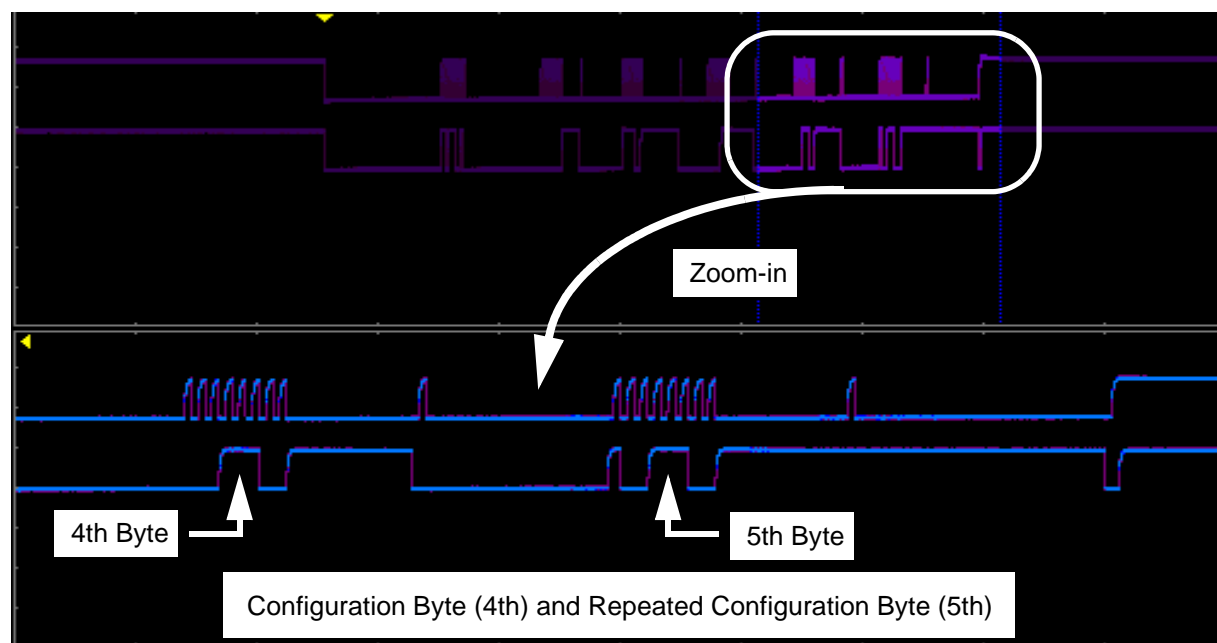 Zoom-in
4th Byte
5th Byte
Configuration Byte (4th) and Repeated Configuration Byte (5th)